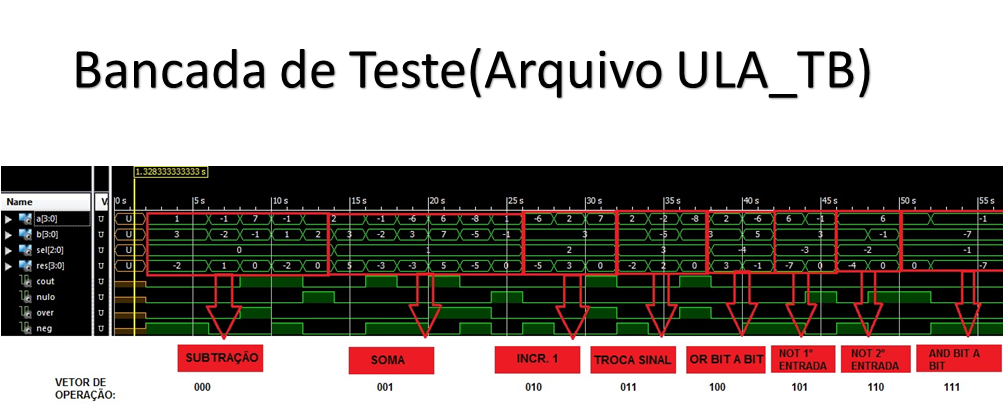 Bancada de Teste(Arquivo ULA_TB)
1.328333333333 s
Name V. 0 s 5 s 10 s 15 s 20 s 25 s 30 s 35 s 40 s 45 s 50 s 55 s
a[3:0] U U 1 -1 7 -1 2 -1 -6 6 -8 1 -6 2 7 2 -2 -8 2 -6 6 -1 6 -1
b[3:0] U U 3 -2 -1 1 2 3 -2 3 7 5 -1 3 -5 3 5 3 -1 -7
sel[2:0] U U 0 1 2 3 -4 -3 -2 -1
res[3:0] U U -2 1 0 -2 0 5 -3 -3 5 -5 0 -5 3 0 -2 2 0 3 -1 -7 0 -4 0 0 -7
cout U
nulo U
over U
neg U
SUBTRAÇÃO SOMA INCR. 1 TROCA SINAL OR BIT A BIT NOT 1° ENTRADA NOT 2° ENTRADA AND BIT A BIT
VETOR DE
OPERAÇÃO: 000 001 010 011 100 101 110 111